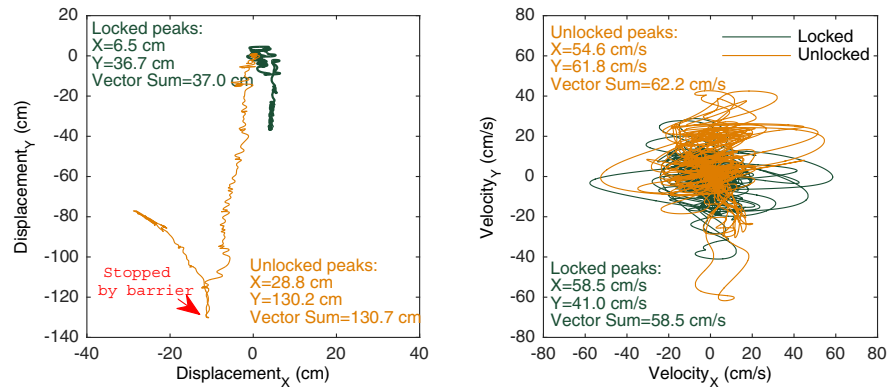 Locked peaks:
X=6.5 cm
Y=36.7 cm
Vector Sum=37.0 cm
20
0
-20
-40
-60
-80
-100
-120
-140
Displacement_Y (cm)
Stopped
by barrier
Unlocked peaks:
X=28.8 cm
Y=130.2 cm
Vector Sum=130.7 cm
-40 -20 0 20 40
Displacement_X (cm)
Unlocked peaks:
X=54.6 cm/s
Y=61.8 cm/s
Vector Sum=62.2 cm/s
Locked
Unlocked
80
60
40
20
0
-20
-40
-60
-80
Velocity_Y (cm/s)
Locked peaks:
X=58.5 cm/s
Y=41.0 cm/s
Vector Sum=58.5 cm/s
-80 -60 -40 -20 0 20 40 60 80
Velocity_X (cm/s)